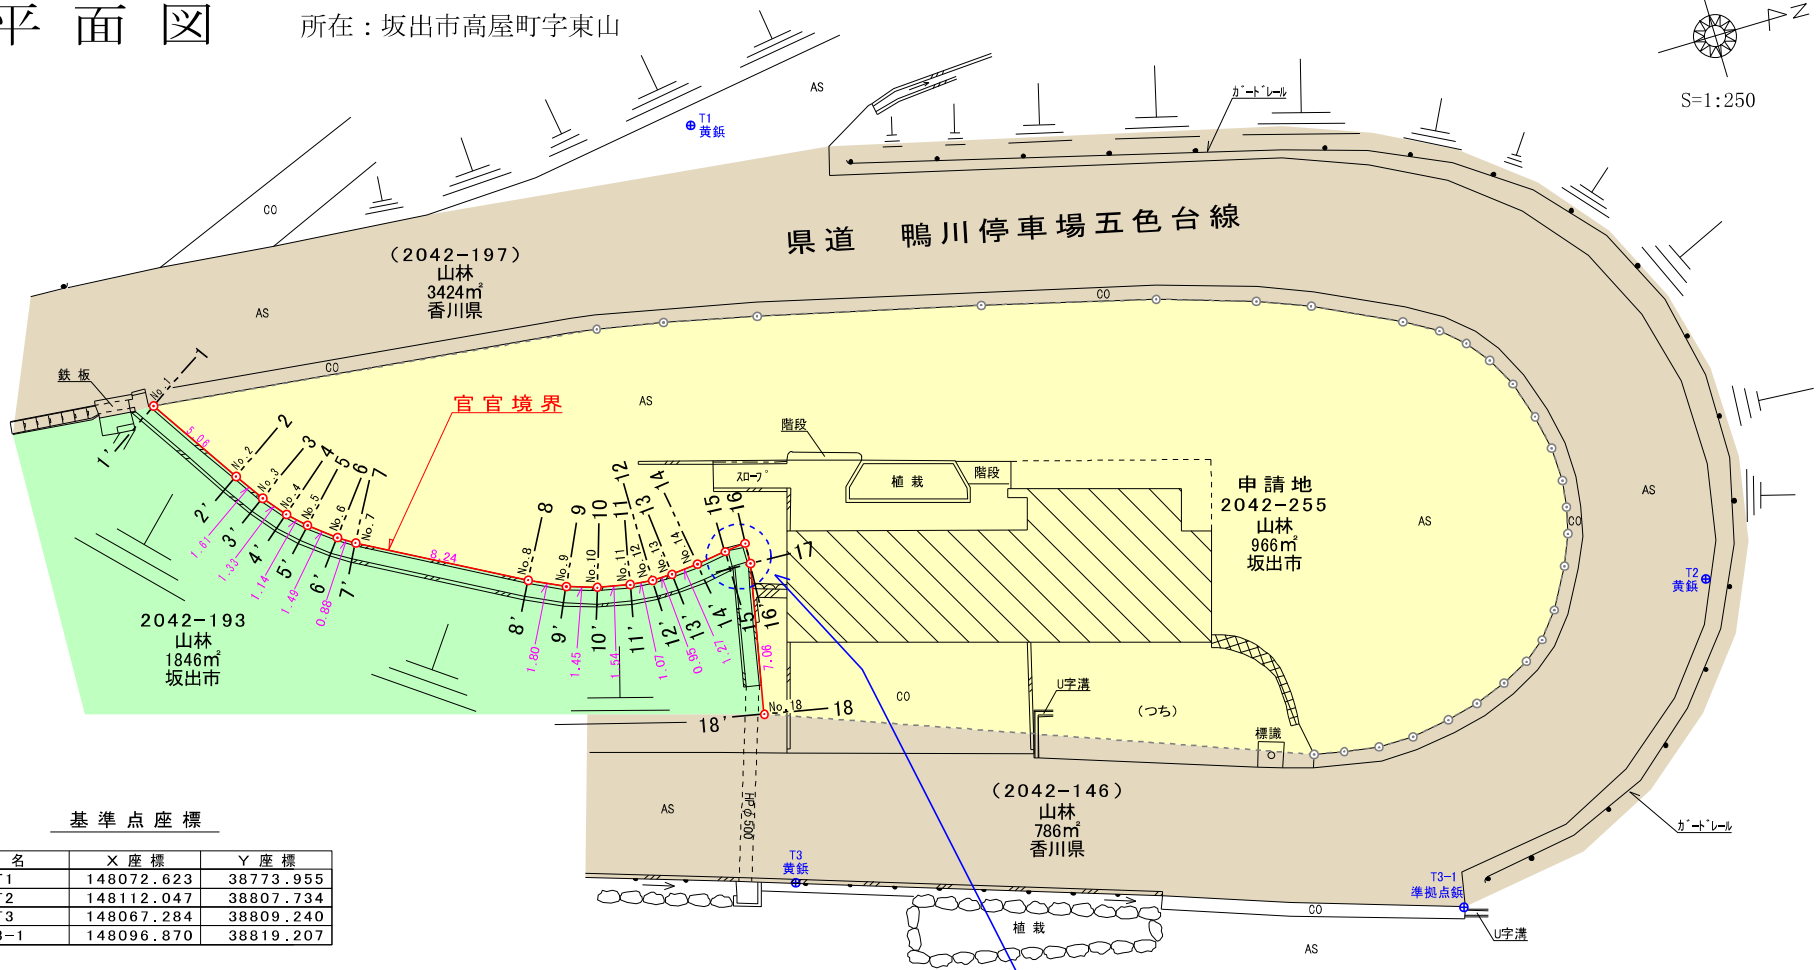 平面図
所在：坂出市高屋町字東山
S=1:250
N
T1
黄鋲
AS
ガードレール
CO
県道 鴨川停車場五色台線
(2042-197)
山林
3424㎡
香川県
AS
CO
CO
鉄板
官官境界
AS
階段
スロープ
植栽
階段
申請地
2042-255
山林
966㎡
坂出市
AS
CO
AS
T2
黄鋲
No.1
No.2
No.3
No.4
No.5
No.6
No.7
No.8
No.9
No.10
No.11
No.12
No.13
No.14
No.18
1
2
3
4
5
6
7
8
9
10
11
12
13
14
15
16
17
18
1'
2'
3'
4'
5'
6'
7'
8'
9'
10'
11'
12'
13'
14'
15'
16'
18'
5.06
1.61
1.33
1.14
1.49
0.88
8.24
1.80
1.45
1.54
1.07
0.95
1.27
7.06
2042-193
山林
1846㎡
坂出市
CO
U字溝
(つち)
標識
(2042-146)
山林
786㎡
香川県
AS
HPφ500
T3
黄鋲
ガードレール
T3-1
準拠点鋲
CO
U字溝
植栽
AS
基準点座標
名 X座標 Y座標
T1 148072.623 38773.955
T2 148112.047 38807.734
T3 148067.284 38809.240
3-1 148096.870 38819.207